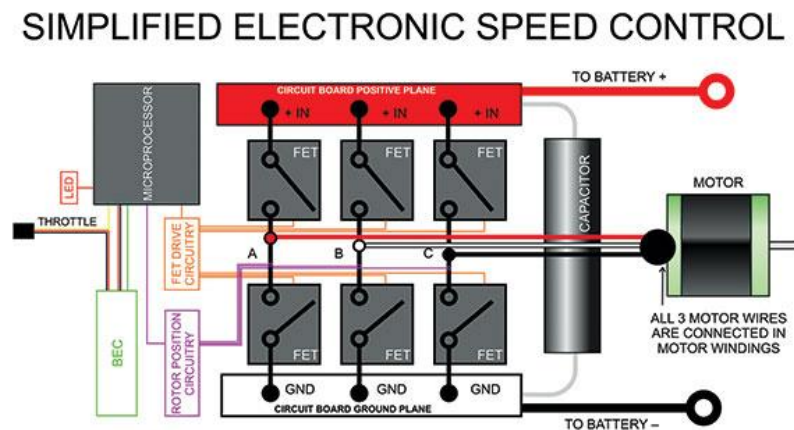 SIMPLIFIED ELECTRONIC SPEED CONTROL
CIRCUIT BOARD POSITIVE PLANE
TO BATTERY +
+ IN
+ IN
+ IN
MICROPROCESSOR
FET
FET
FET
LED
CAPACITOR
MOTOR
THROTTLE
FET DRIVE
CIRCUITRY
A
B
C
BEC
ROTOR POSITION
CIRCUITRY
ALL 3 MOTOR WIRES
ARE CONNECTED IN
MOTOR WINDINGS
FET
FET
FET
GND
GND
GND
CIRCUIT BOARD GROUND PLANE
TO BATTERY –